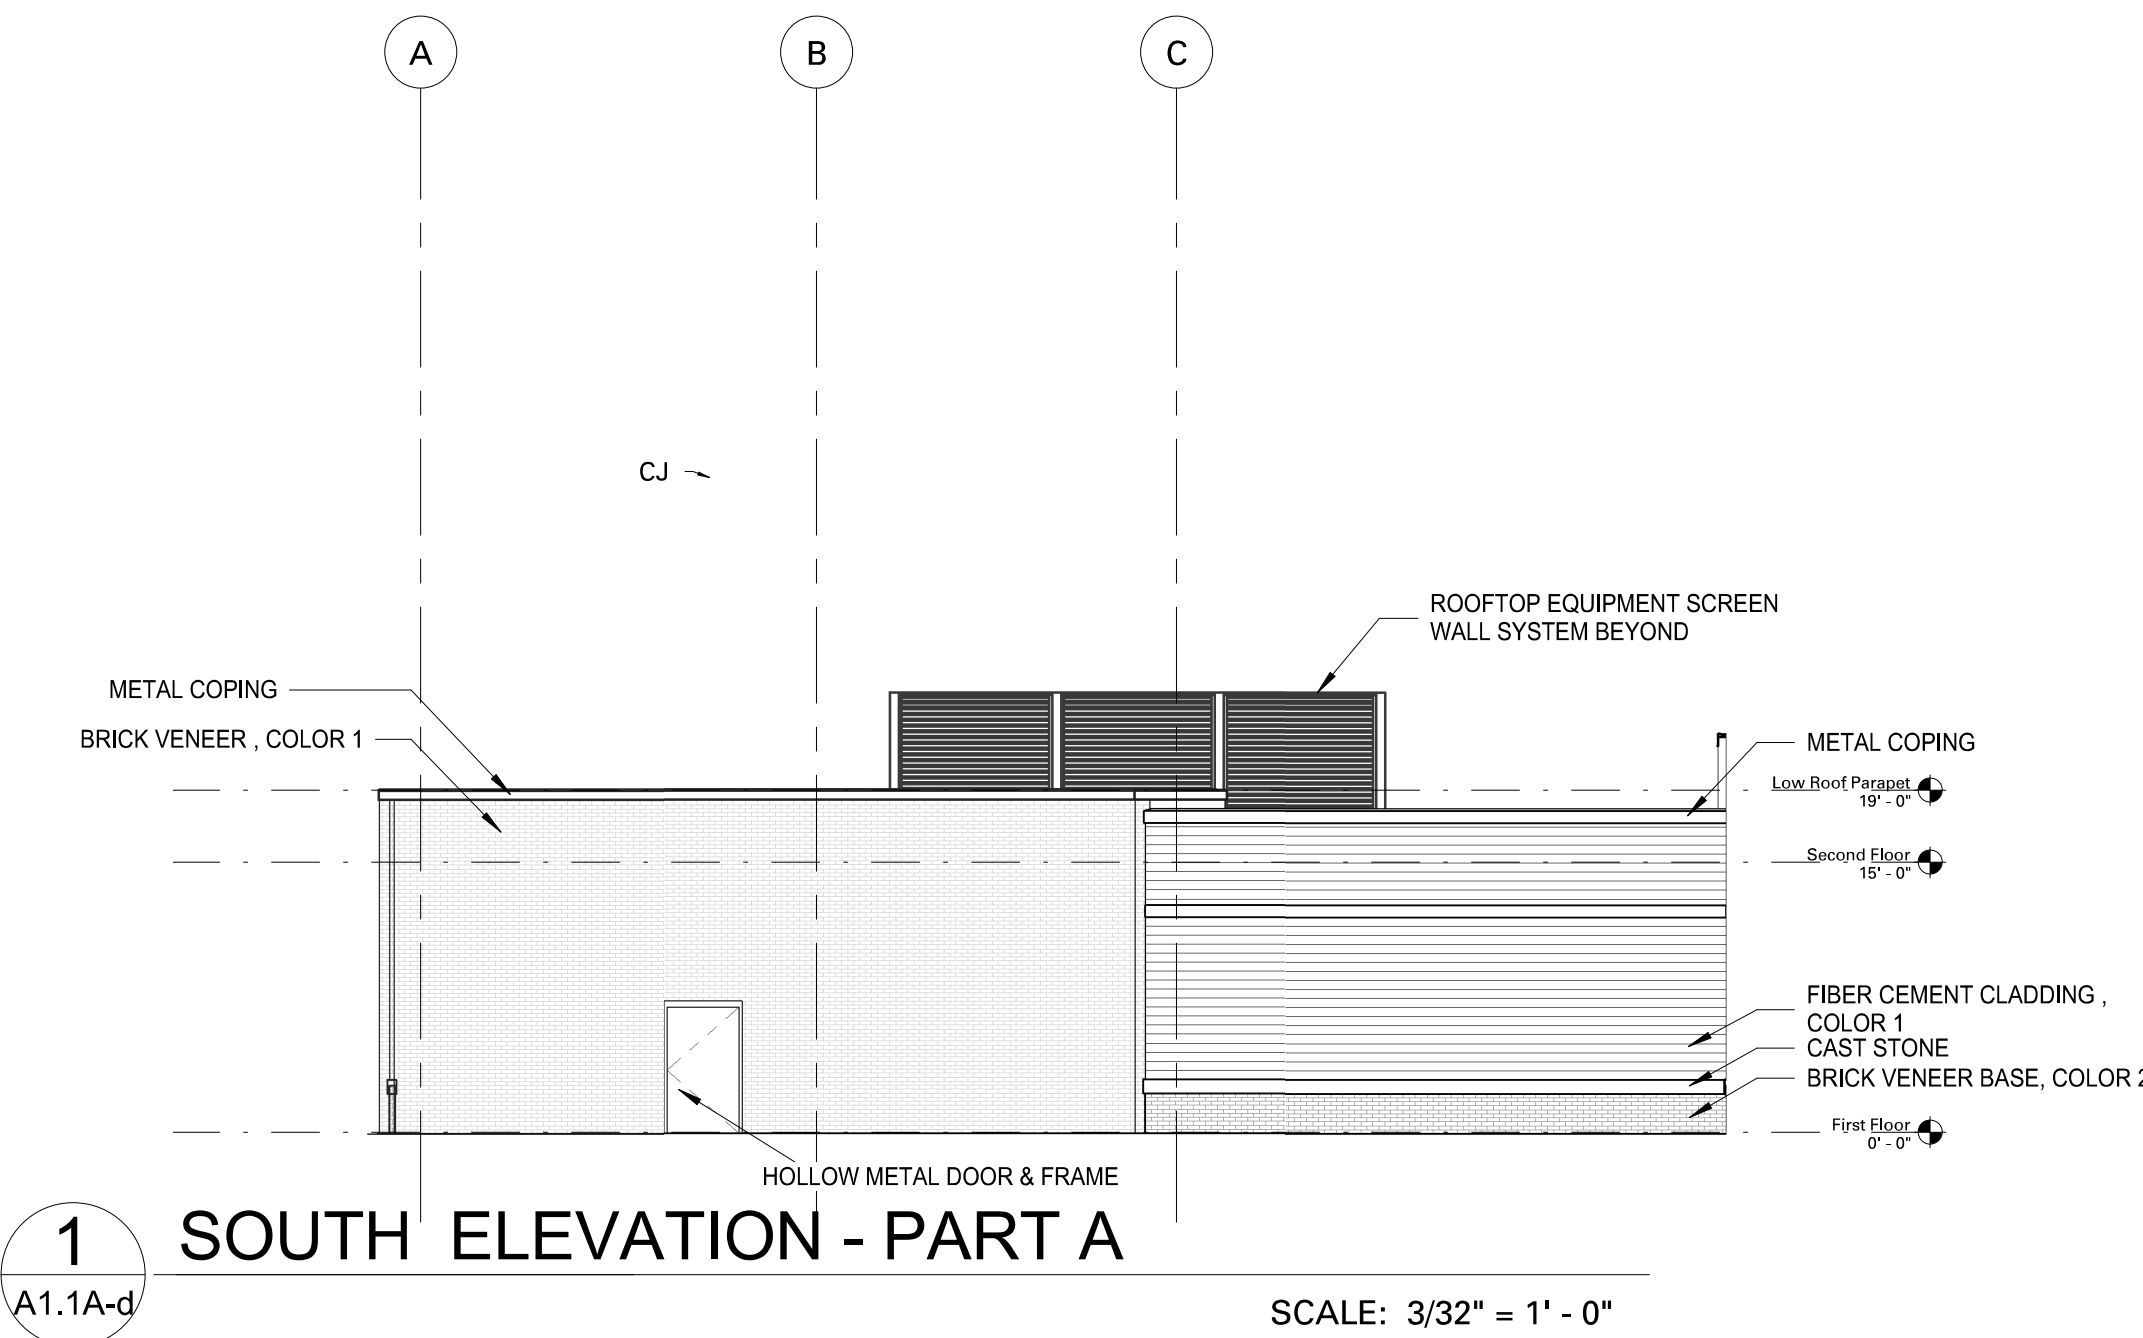 A
B
C
CJ
ROOFTOP EQUIPMENT SCREEN
WALL SYSTEM BEYOND
METAL COPING
BRICK VENEER , COLOR 1
METAL COPING
Low Roof Parapet
19' - 0"
Second Floor
15' - 0"
FIBER CEMENT CLADDING ,
COLOR 1
CAST STONE
BRICK VENEER BASE, COLOR 2
First Floor
0' - 0"
HOLLOW METAL DOOR & FRAME
1
A1.1A-d
SOUTH ELEVATION - PART A
SCALE: 3/32" = 1' - 0"